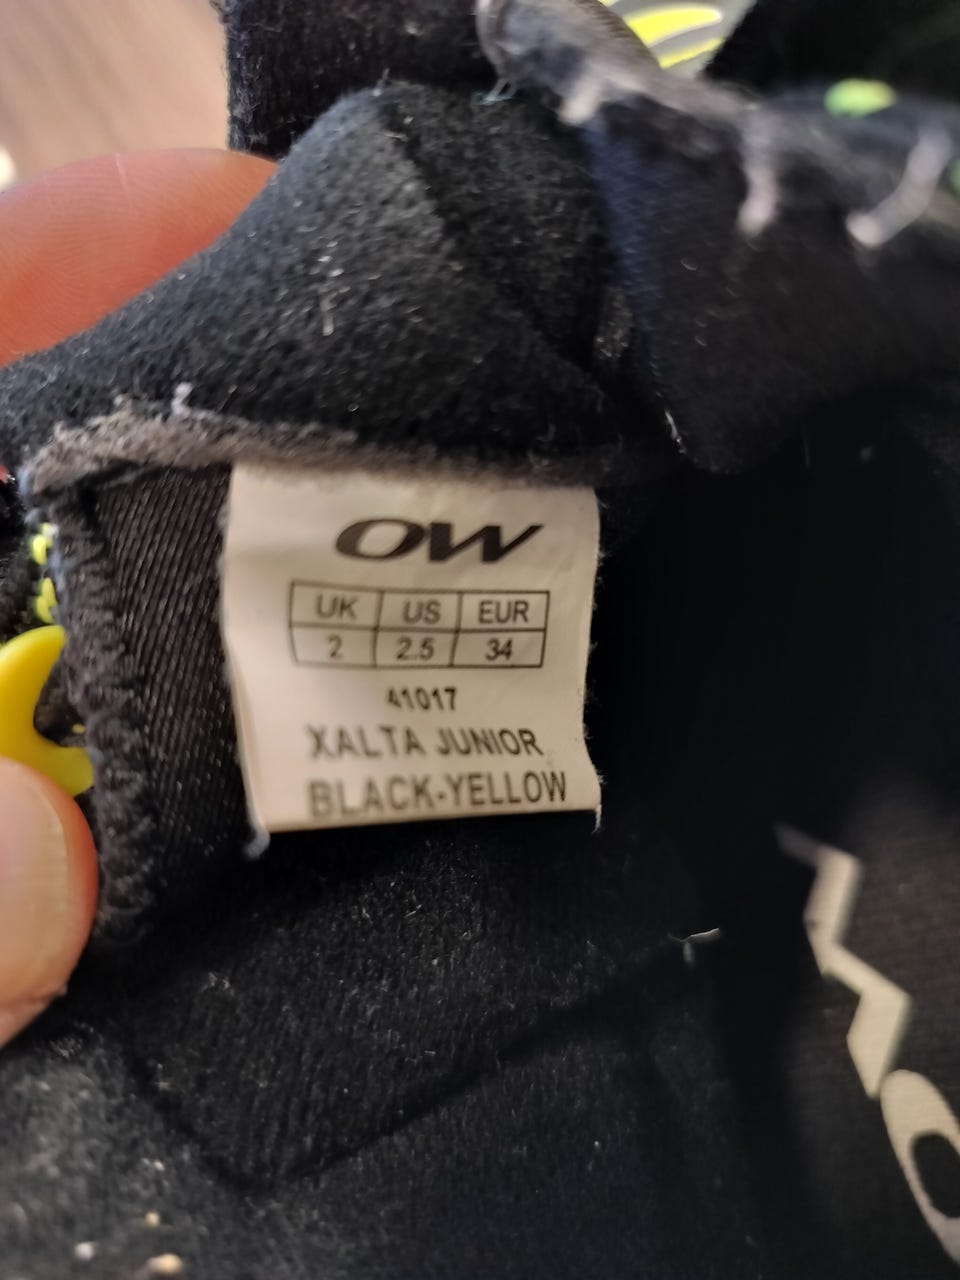 OW
UK US EUR
2 2.5 34
41017
XALTA JUNIOR
BLACK-YELLOW